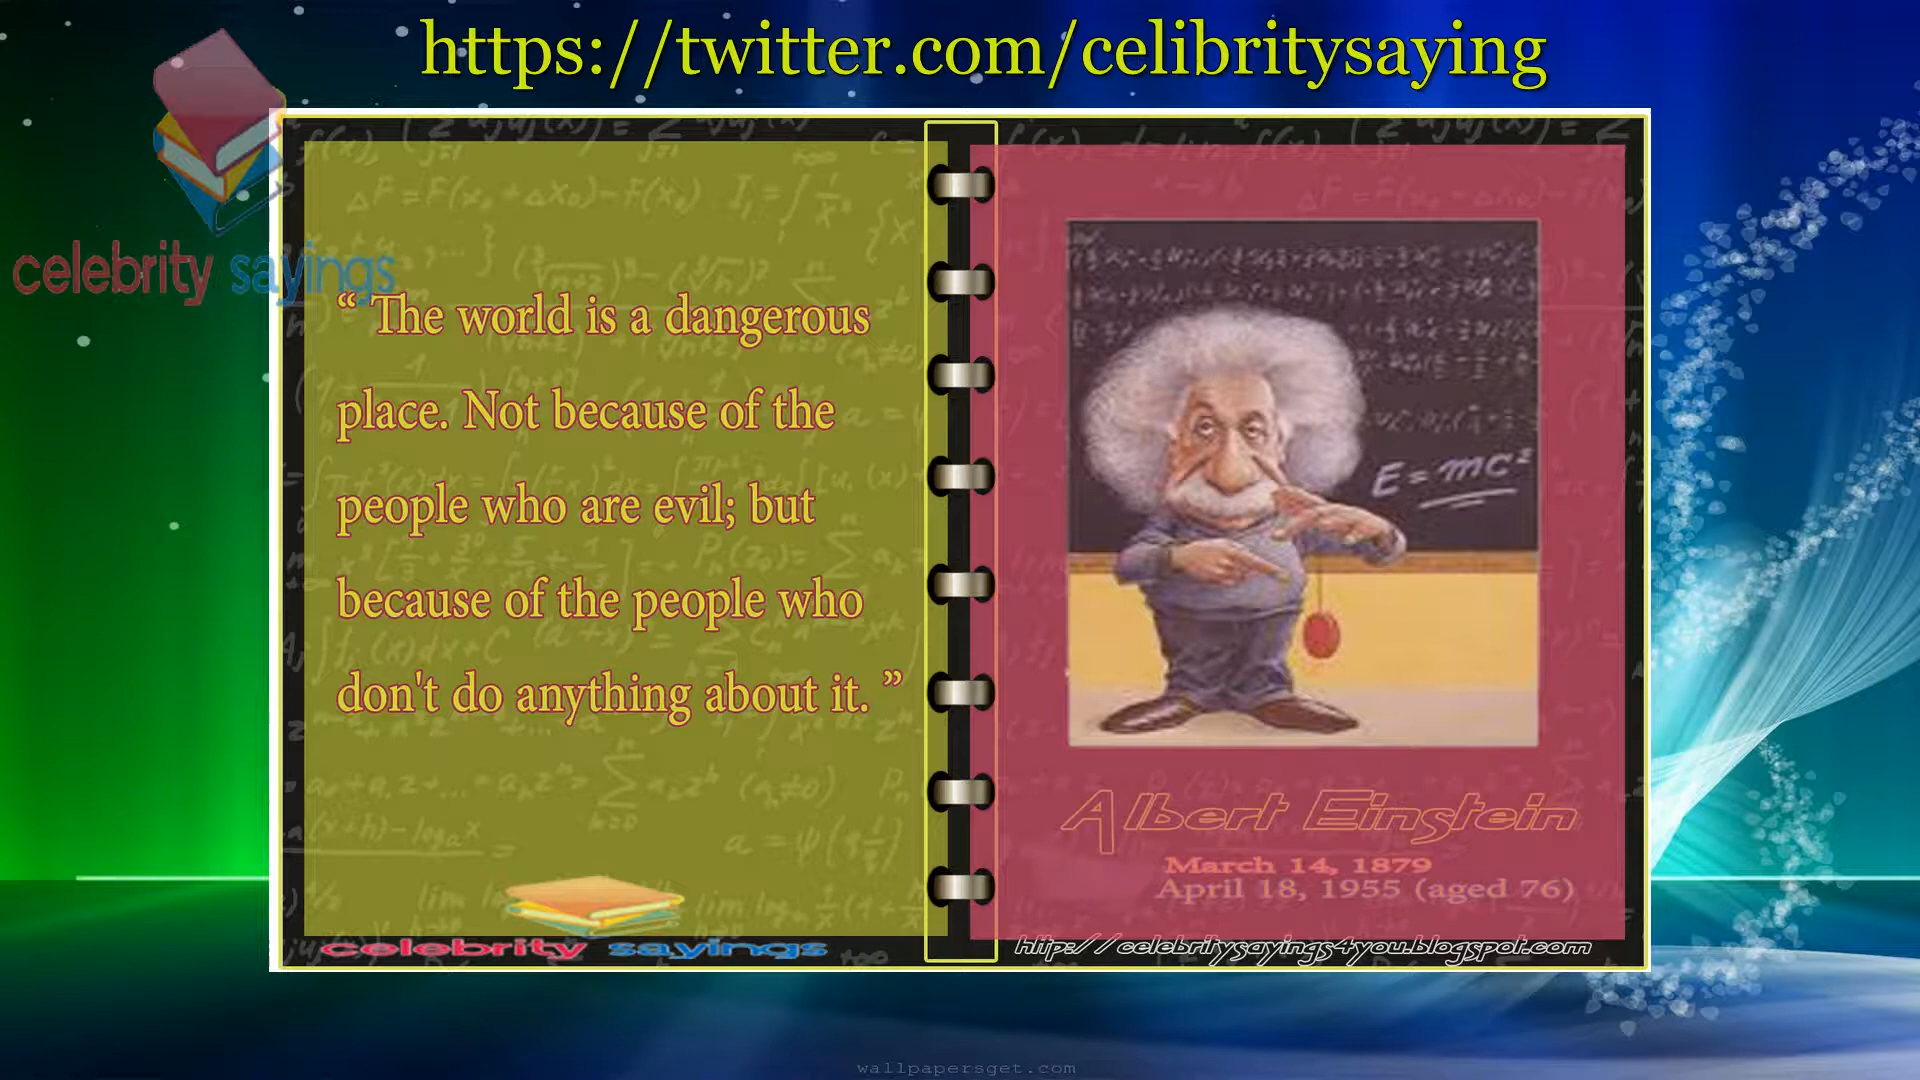 https://twitter.com/celibritysaying
celebrity sayings
“ The world is a dangerous
place. Not because of the
people who are evil; but
because of the people who
don't do anything about it. ”
E = mc²
Albert Einstein
March 14, 1879
April 18, 1955 (aged 76)
celebrity sayings
http://celebritysayings4you.blogspot.com
wallpapersget.com